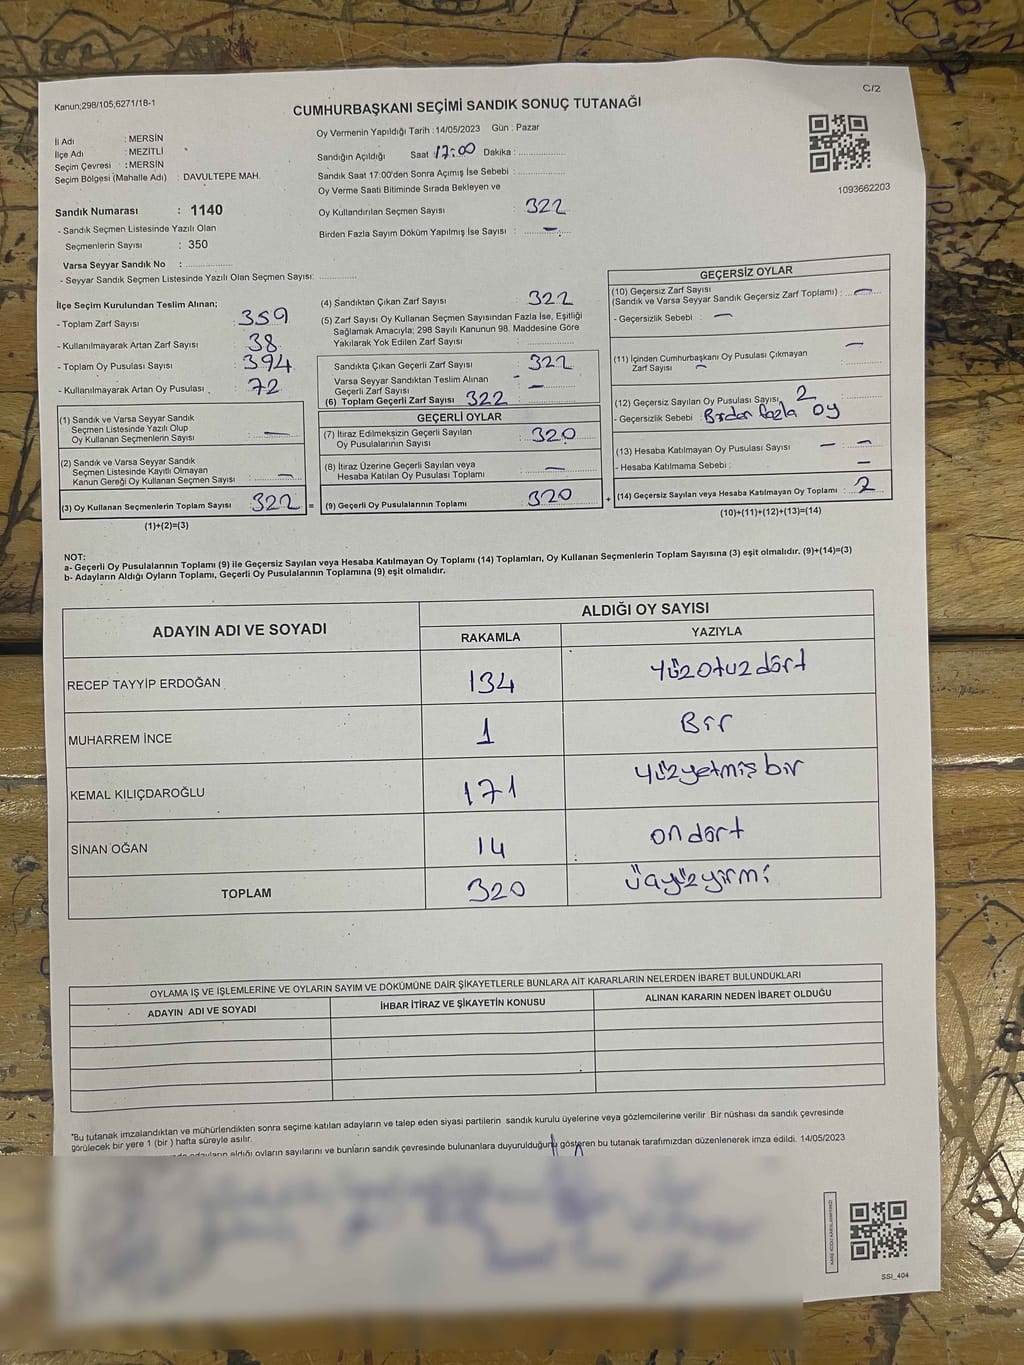 Kanun;298/105,6271/18-1
C/2
CUMHURBAŞKANI SEÇİMİ SANDIK SONUÇ TUTANAĞI
İl Adı : MERSİN
İlçe Adı : MEZİTLİ
Seçim Çevresi : MERSİN
Seçim Bölgesi (Mahalle Adı) : DAVULTEPE MAH.
Oy Vermenin Yapıldığı Tarih : 14/05/2023 Gün : Pazar
Sandığın Açıldığı Saat 17:00 Dakika :
Sandık Saat 17:00'den Sonra Açımış İse Sebebi :
Oy Verme Saati Bitiminde Sırada Bekleyen ve
Oy Kullandırılan Seçmen Sayısı : 322
Birden Fazla Sayım Döküm Yapılmış İse Sayısı : —
1093662203
Sandık Numarası : 1140
- Sandık Seçmen Listesinde Yazılı Olan
Seçmenlerin Sayısı : 350
Varsa Seyyar Sandık No :
- Seyyar Sandık Seçmen Listesinde Yazılı Olan Seçmen Sayısı:
İlçe Seçim Kurulundan Teslim Alınan;
- Toplam Zarf Sayısı : 359
- Kullanılmayarak Artan Zarf Sayısı : 38
- Toplam Oy Pusulası Sayısı : 394
- Kullanılmayarak Artan Oy Pusulası : 72
(1) Sandık ve Varsa Seyyar Sandık
Seçmen Listesinde Yazılı Olup
Oy Kullanan Seçmenlerin Sayısı : —
(2) Sandık ve Varsa Seyyar Sandık
Seçmen Listesinde Kayıtlı Olmayan
Kanun Gereği Oy Kullanan Seçmen Sayısı : —
(3) Oy Kullanan Seçmenlerin Toplam Sayısı 322 =
(1)+(2)=(3)
(4) Sandıktan Çıkan Zarf Sayısı : 322
(5) Zarf Sayısı Oy Kullanan Seçmen Sayısından Fazla İse, Eşitliği
Sağlamak Amacıyla; 298 Sayılı Kanunun 98. Maddesine Göre
Yakılarak Yok Edilen Zarf Sayısı :
Sandıkta Çıkan Geçerli Zarf Sayısı : 322
Varsa Seyyar Sandıktan Teslim Alınan
Geçerli Zarf Sayısı : —
(6) Toplam Geçerli Zarf Sayısı 322
GEÇERLİ OYLAR
(7) İtiraz Edilmeksizin Geçerli Sayılan
Oy Pusulalarının Sayısı : 320
(8) İtiraz Üzerine Geçerli Sayılan veya
Hesaba Katılan Oy Pusulası Toplamı : —
(9) Geçerli Oy Pusulalarının Toplamı : 320 +
GEÇERSİZ OYLAR
(10) Geçersiz Zarf Sayısı
(Sandık ve Varsa Seyyar Sandık Geçersiz Zarf Toplamı) : —
- Geçersizlik Sebebi : —
(11) İçinden Cumhurbaşkanı Oy Pusulası Çıkmayan
Zarf Sayısı : —
(12) Geçersiz Sayılan Oy Pusulası Sayısı 2
- Geçersizlik Sebebi Birden fazla oy
(13) Hesaba Katılmayan Oy Pusulası Sayısı — —
- Hesaba Katılmama Sebebi : —
(14) Geçersiz Sayılan veya Hesaba Katılmayan Oy Toplamı : 2
(10)+(11)+(12)+(13)=(14)
NOT:
a- Geçerli Oy Pusulalarının Toplamı (9) ile Geçersiz Sayılan veya Hesaba Katılmayan Oy Toplamı (14) Toplamları, Oy Kullanan Seçmenlerin Toplam Sayısına (3) eşit olmalıdır. (9)+(14)=(3)
b- Adayların Aldığı Oyların Toplamı, Geçerli Oy Pusulalarının Toplamına (9) eşit olmalıdır.
ADAYIN ADI VE SOYADI
ALDIĞI OY SAYISI
RAKAMLA YAZIYLA
RECEP TAYYİP ERDOĞAN 134 yüzotuzdört
MUHARREM İNCE 1 Bir
KEMAL KILIÇDAROĞLU 171 yüzyetmişbir
SİNAN OĞAN 14 ondört
TOPLAM 320 üçyüzyirmi
OYLAMA İŞ VE İŞLEMLERİNE VE OYLARIN SAYIM VE DÖKÜMÜNE DAİR ŞİKAYETLERLE BUNLARA AİT KARARLARIN NELERDEN İBARET BULUNDUKLARI
ADAYIN ADI VE SOYADI İHBAR İTİRAZ VE ŞİKAYETİN KONUSU ALINAN KARARIN NEDEN İBARET OLDUĞU
"Bu tutanak imzalandıktan ve mühürlendikten sonra seçime katılan adayların ve talep eden siyasi partilerin sandık kurulu üyelerine veya gözlemcilerine verilir Bir nüshası da sandık çevresinde
görülecek bir yere 1 (bir) hafta süreyle asılır.
aldığı oyların sayılarını ve bunların sandık çevresinde bulunanlara duyurulduğunu gösteren bu tutanak tarafımızdan düzenlenerek imza edildi. 14/05/2023
SSI_404